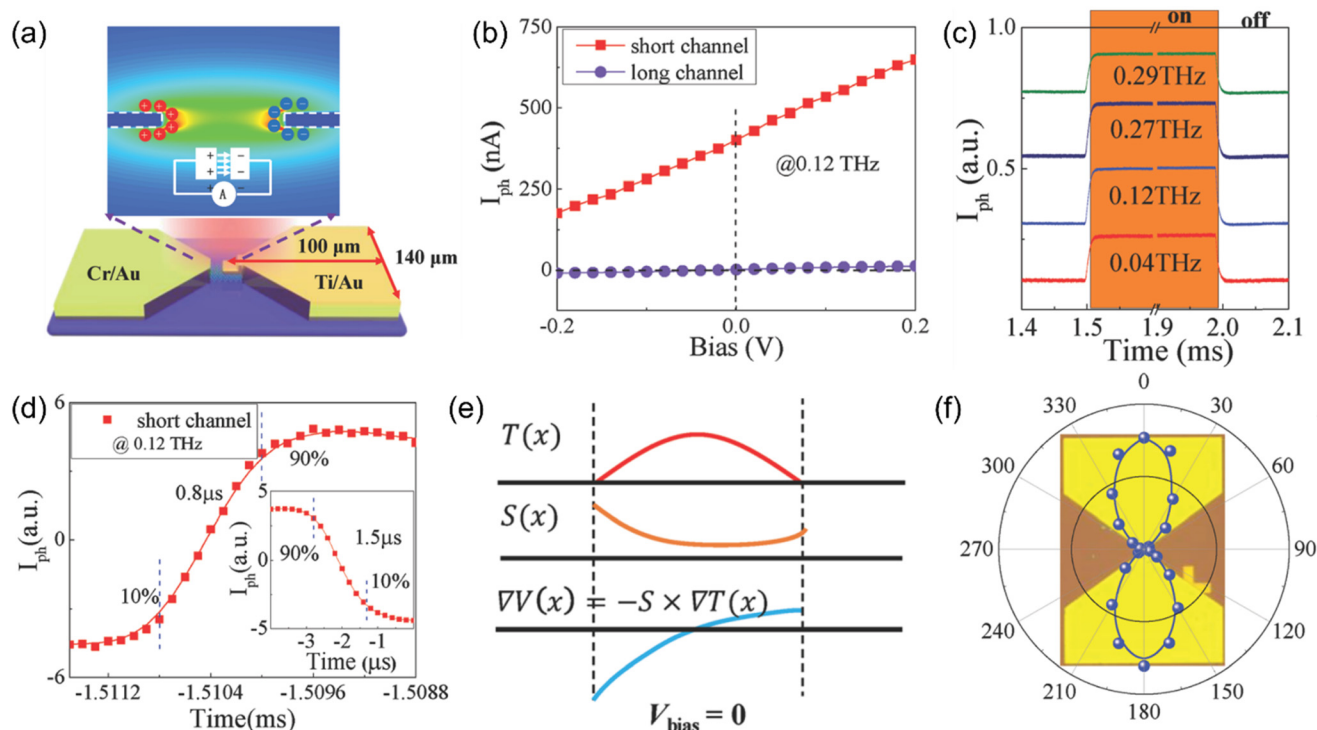 (a)
+ + + + − − − −
+ −
+ −
+ −
A
Cr/Au
100 μm
140 μm
Ti/Au
(b)
I_ph (nA)
750
500
250
0
short channel
long channel
@0.12 THz
-0.2
0.0
0.2
Bias (V)
(c)
I_ph (a.u.)
1.0
0.5
0.0
on
off
0.29THz
0.27THz
0.12THz
0.04THz
1.4 1.5 1.9 2.0 2.1
Time (ms)
(d)
I_ph (a.u.)
6
0
-6
short channel
@ 0.12 THz
90%
0.8μs
10%
I_ph(a.u.)
5
0
-5
90%
1.5μs
10%
-3 -2 -1
Time (μs)
-1.5112 -1.5104 -1.5096 -1.5088
Time(ms)
(e)
T(x)
S(x)
∇V(x) = −S × ∇T(x)
V_bias = 0
(f)
0
30
60
90
120
150
180
210
240
270
300
330